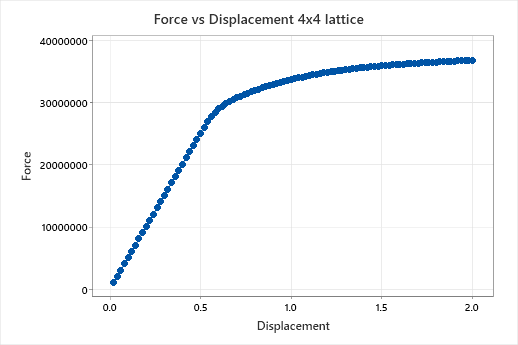 Force vs Displacement 4x4 lattice
40000000
30000000
20000000
10000000
0
Force
0.0 0.5 1.0 1.5 2.0
Displacement